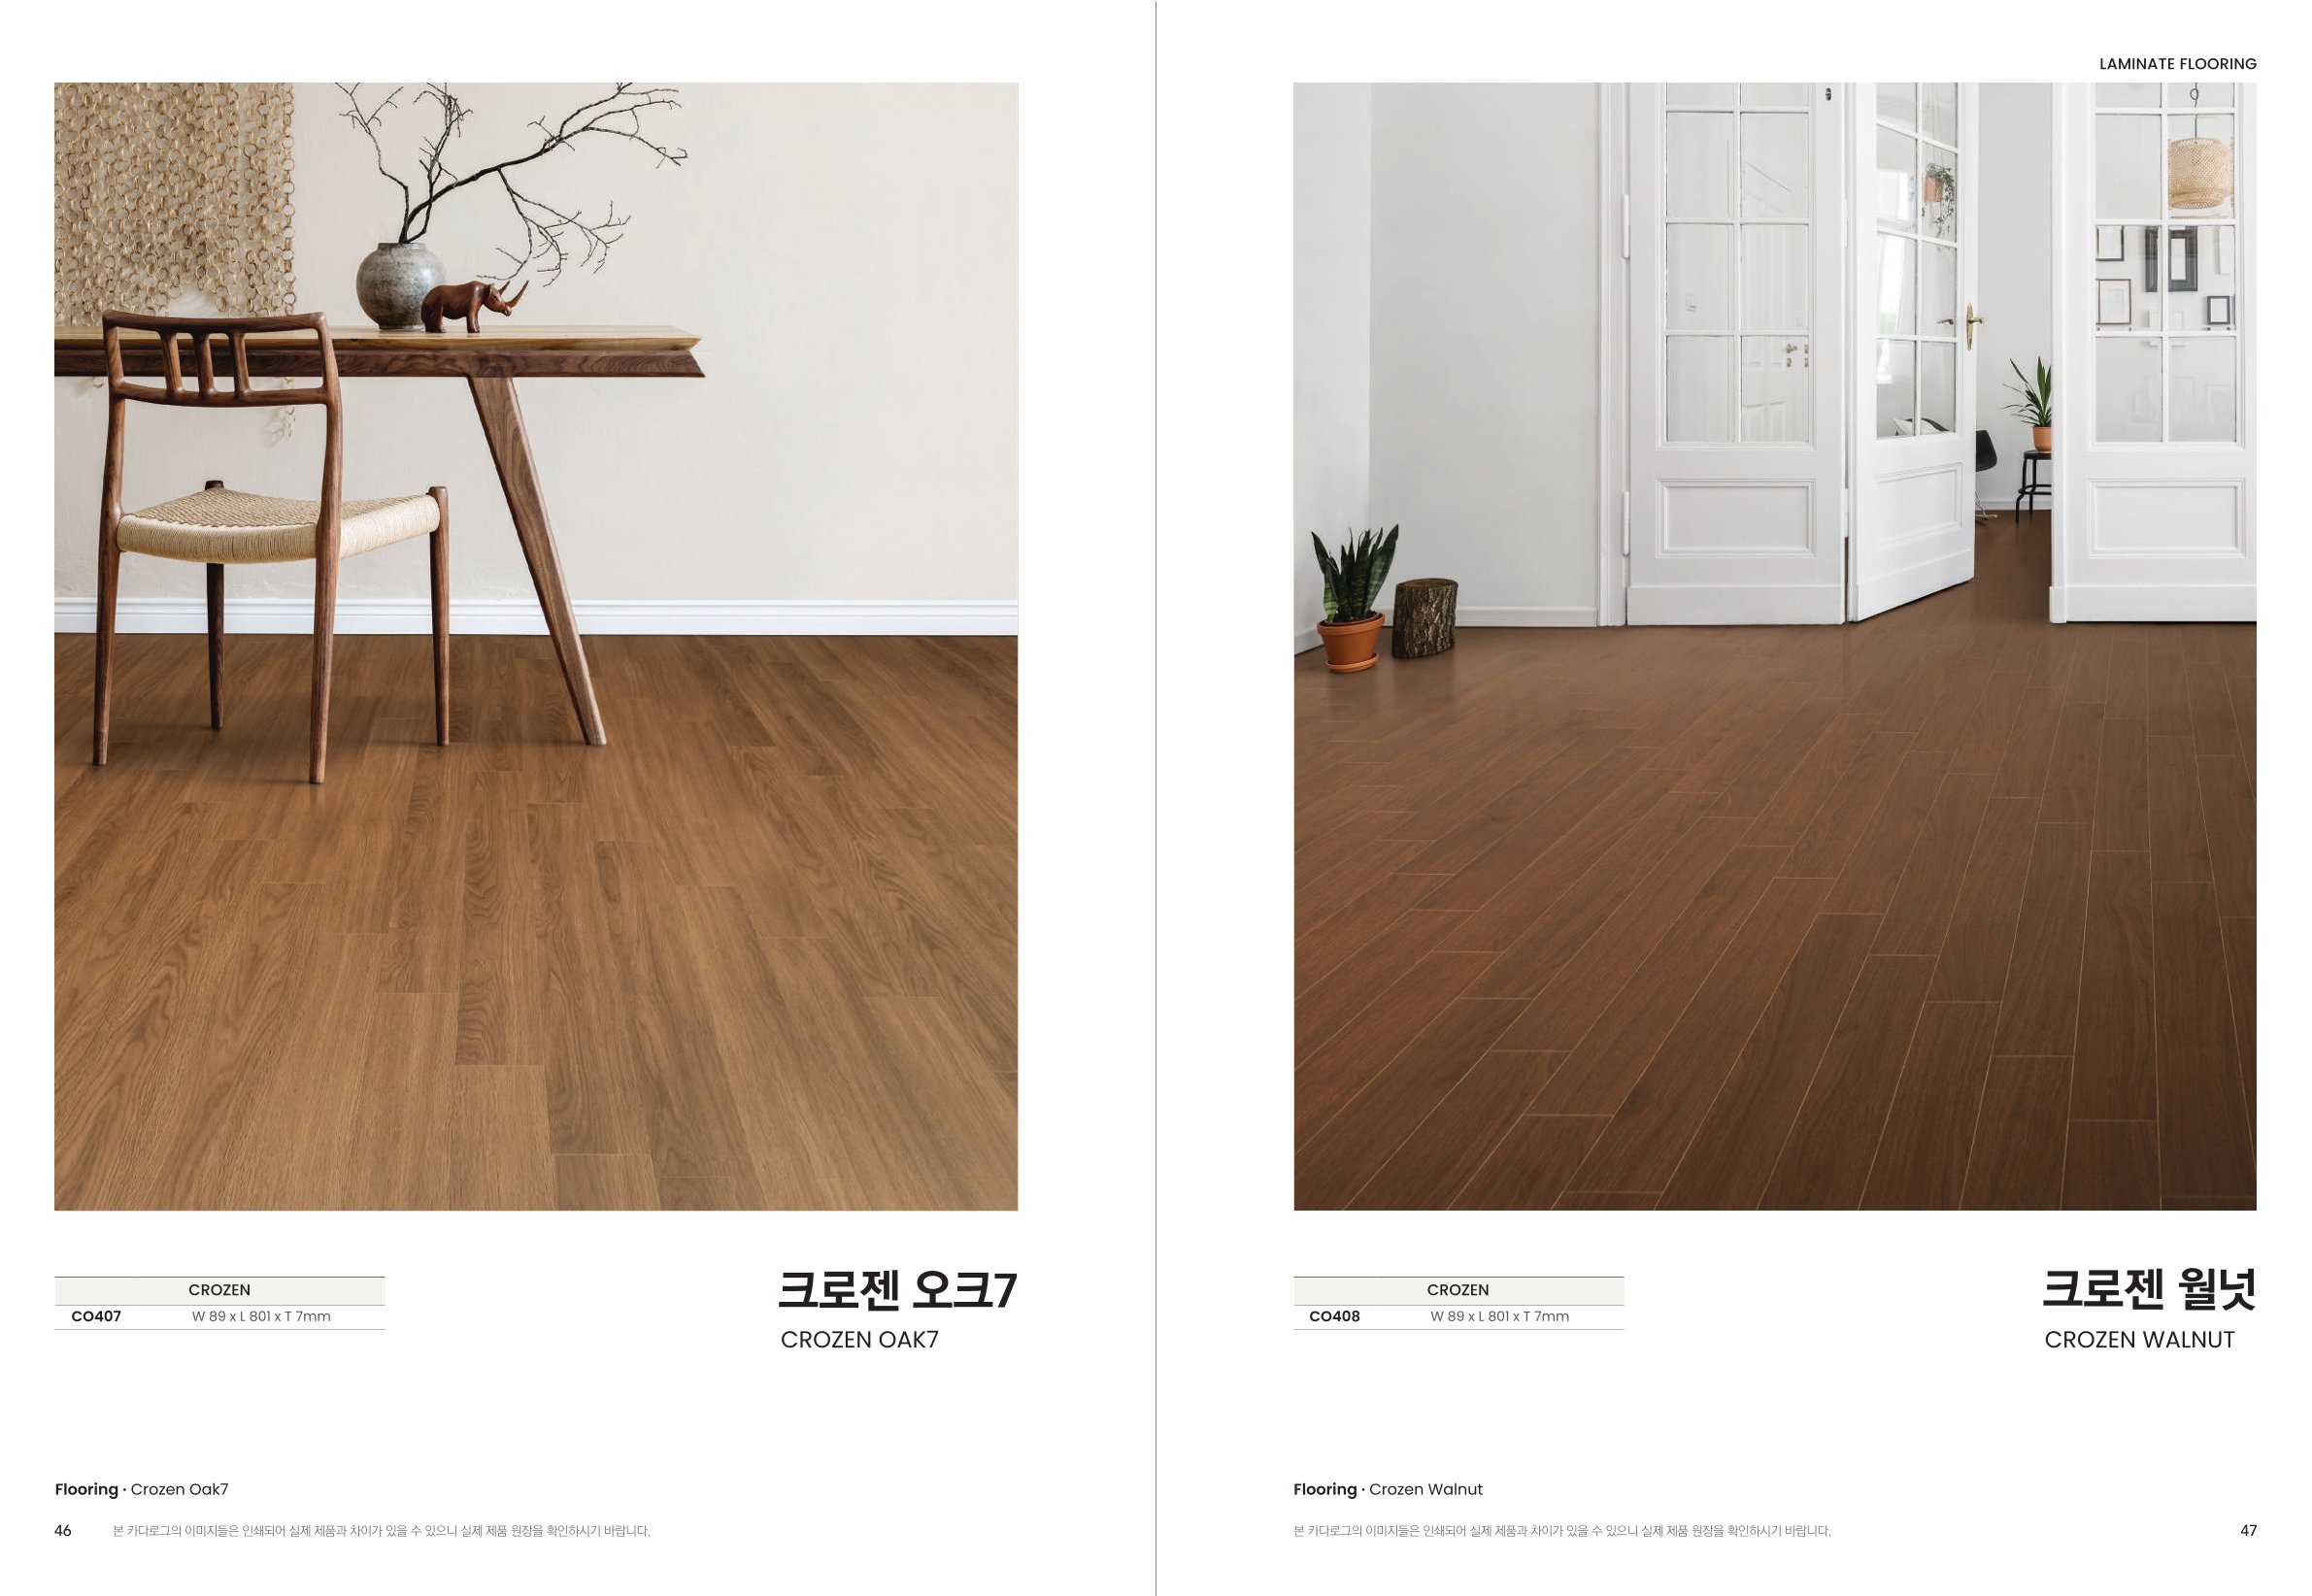 CROZEN
CO407 W 89 x L 801 x T 7mm
크로젠 오크7
CROZEN OAK7
Flooring · Crozen Oak7
46 본 카다로그의 이미지들은 인쇄되어 실제 제품과 차이가 있을 수 있으니 실제 제품 원장을 확인하시기 바랍니다.
LAMINATE FLOORING
CROZEN
CO408 W 89 x L 801 x T 7mm
크로젠 월넛
CROZEN WALNUT
Flooring · Crozen Walnut
본 카다로그의 이미지들은 인쇄되어 실제 제품과 차이가 있을 수 있으니 실제 제품 원장을 확인하시기 바랍니다. 47